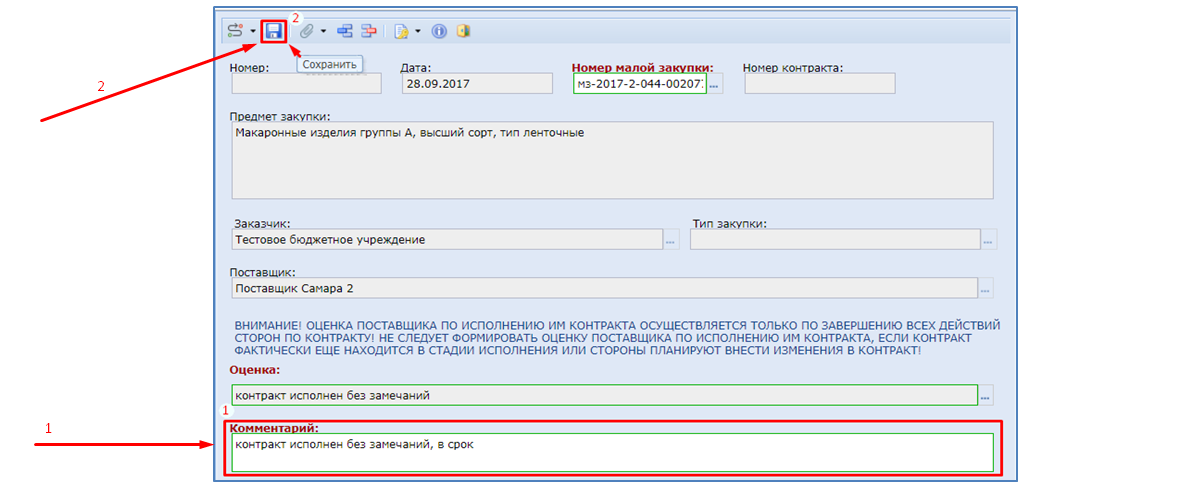 2
Сохранить
2
Номер: Дата: Номер малой закупки: Номер контракта:
28.09.2017 мз-2017-2-044-00207 ...
Предмет закупки:
Макаронные изделия группы А, высший сорт, тип ленточные
Заказчик: Тип закупки:
Тестовое бюджетное учреждение ... ...
Поставщик:
Поставщик Самара 2 ...
ВНИМАНИЕ! ОЦЕНКА ПОСТАВЩИКА ПО ИСПОЛНЕНИЮ ИМ КОНТРАКТА ОСУЩЕСТВЛЯЕТСЯ ТОЛЬКО ПО ЗАВЕРШЕНИЮ ВСЕХ ДЕЙСТВИЙ
СТОРОН ПО КОНТРАКТУ! НЕ СЛЕДУЕТ ФОРМИРОВАТЬ ОЦЕНКУ ПОСТАВЩИКА ПО ИСПОЛНЕНИЮ ИМ КОНТРАКТА, ЕСЛИ КОНТРАКТ
ФАКТИЧЕСКИ ЕЩЕ НАХОДИТСЯ В СТАДИИ ИСПОЛНЕНИЯ ИЛИ СТОРОНЫ ПЛАНИРУЮТ ВНЕСТИ ИЗМЕНЕНИЯ В КОНТРАКТ!
Оценка:
контракт исполнен без замечаний ...
1
Комментарий:
1
контракт исполнен без замечаний, в срок